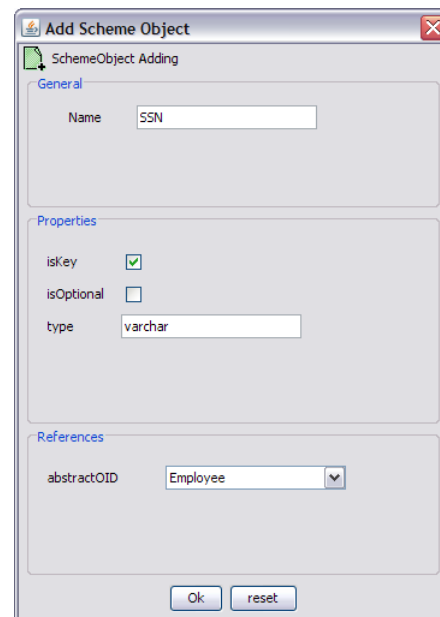 Add Scheme Object
SchemeObject Adding
General
Name SSN
Properties
isKey
isOptional
type varchar
References
abstractOID Employee
Ok reset